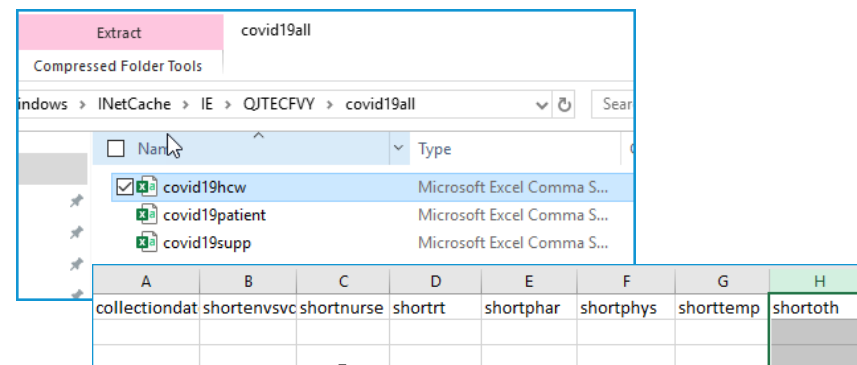 Extract covid19all
Compressed Folder Tools
indows > INetCache > IE > QJTECFVY > covid19all Sear
Name Type
covid19hcw Microsoft Excel Comma S...
covid19patient Microsoft Excel Comma S...
covid19supp Microsoft Excel Comma S...
A B C D E F G H
collectiondat shortenvsvc shortnurse shortrt shortphar shortphys shorttemp shortoth